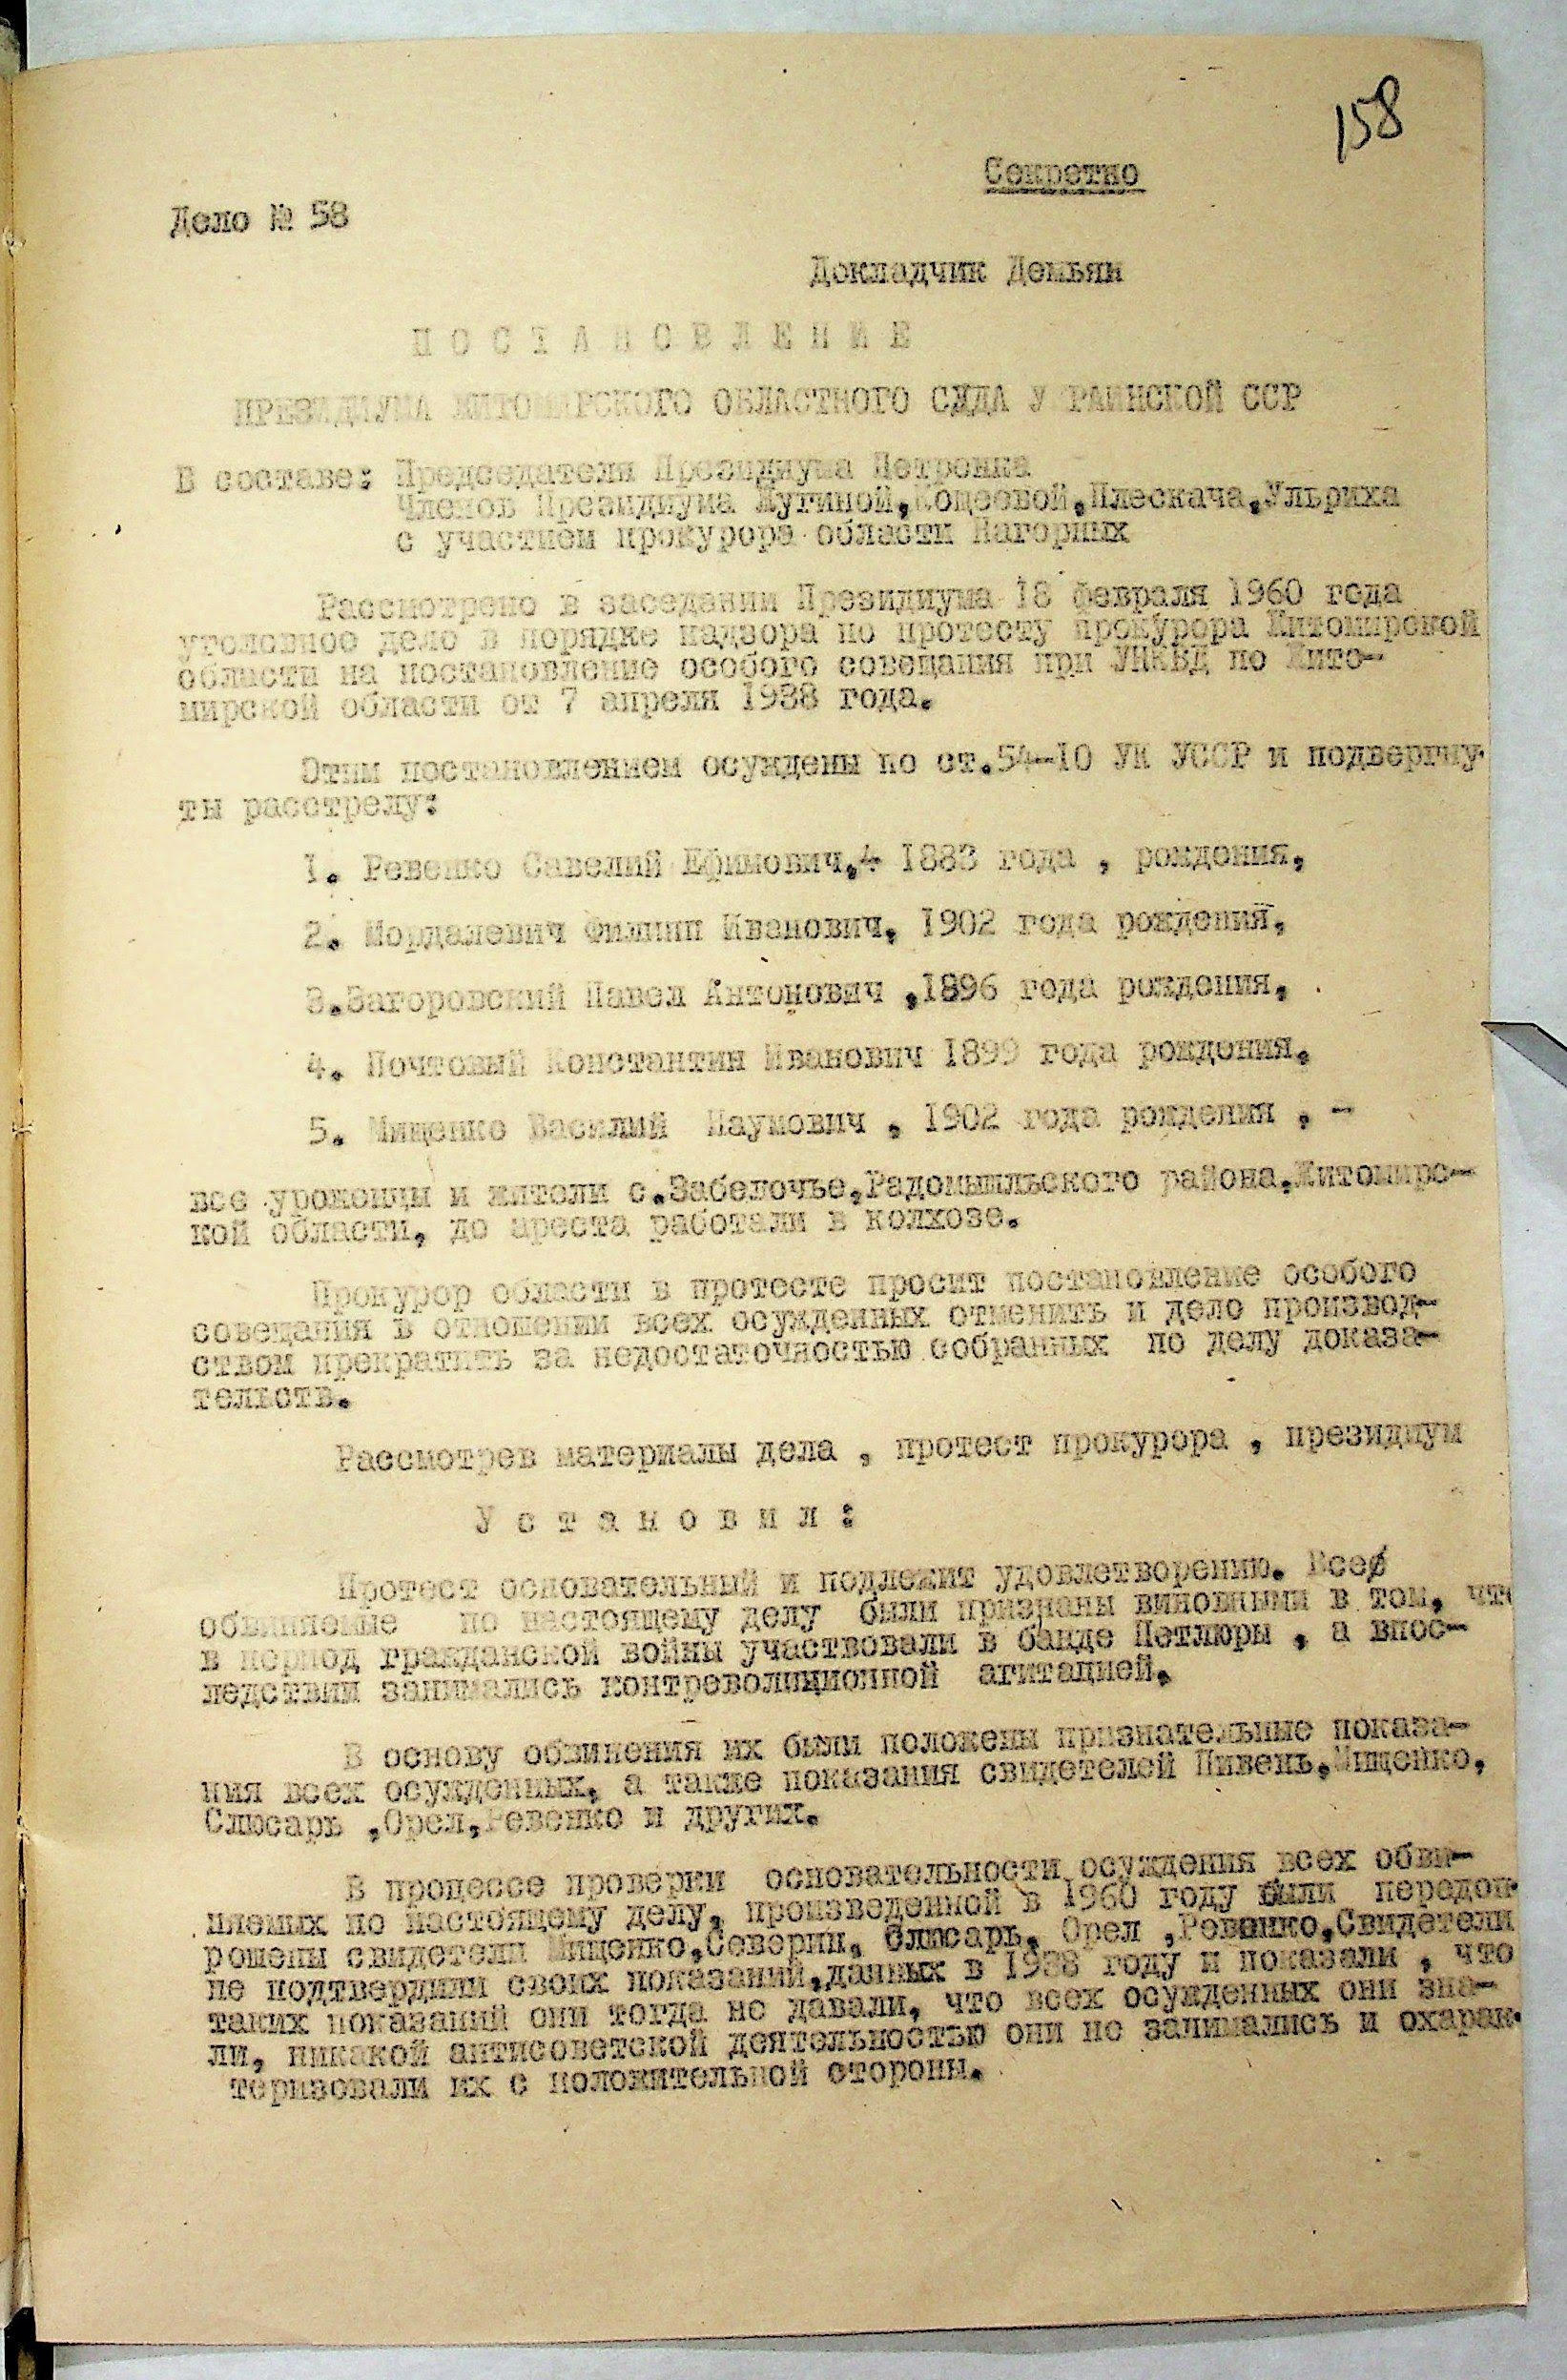 158
Секретно
Дело № 58
Докладчик Демьян
П О С Т А Н О В Л Е Н И Е
ПРЕЗИДИУМА ЖИТОМИРСКОГО ОБЛАСТНОГО СУДА УКРАИНСКОЙ ССР
В составе: Председателя Президиума Петренка
Членов Президиума Плескача,Ульриха
с участием прокурора области Нагорных
Рассмотрено в заседании Президиума 18 февраля 1960 года
уголовное дело в порядке надзора по протесту прокурора Житомирской
области на постановление особого совещания при УНКВД по Жито-
мирской области от 7 апреля 1938 года.
Этим постановлением осуждены по ст.54-10 УК УССР и подвергну
ты расстрелу:
1. Ревенко Савелий Ефимович, 1883 года , рождения,
2. Мордалевич Филипп Иванович, 1902 года рождения,
3.Загоровский Павел Антонович ,1896 года рождения,
4. Почтовый Константин Иванович 1899 года рождения.
5. Мищенко Василий Наумович , 1902 года рождения , -
все уроженцы и жители с.Забелочье,Радомышльского района,Житомирс-
кой области, до ареста работали в колхозе.
Прокурор области в протесте просит постановление особого
совещания в отношении всех осужденных отменить и дело производ-
ством прекратить за недостаточностью собранных по делу доказа-
тельств.
Рассмотрев материалы дела , протест прокурора , президиум
У с т а н о в и л :
Протест основательный и подлежит удовлетворению. Все
обвиняемые по настоящему делу были признаны виновными в том, что
в период гражданской войны участвовали в банде Петлюры , а впос-
ледствии занимались контреволиционной агитацией.
В основу обвинения их были положены признательные показа-
ния всех осужденных, а также показания свидетелей Пивень,Мищенко,
Слюсарь ,Орел,Ревенко и других.
В процессе проверки основательности осуждения всех обви-
няемых по настоящему делу, произведенной в 1960 году были передоп
рошены свидетели Мищенко,Северин, Слюсарь, Орел ,Ревенко,Свидетели
не подтвердили своих показаний,данных в 1938 году и показали , что
таких показаний они тогда не давали, что всех осужденных они зна-
ли, никакой антисоветской деятельностью они не занимались и охарак
теризовали их с положительной стороны.